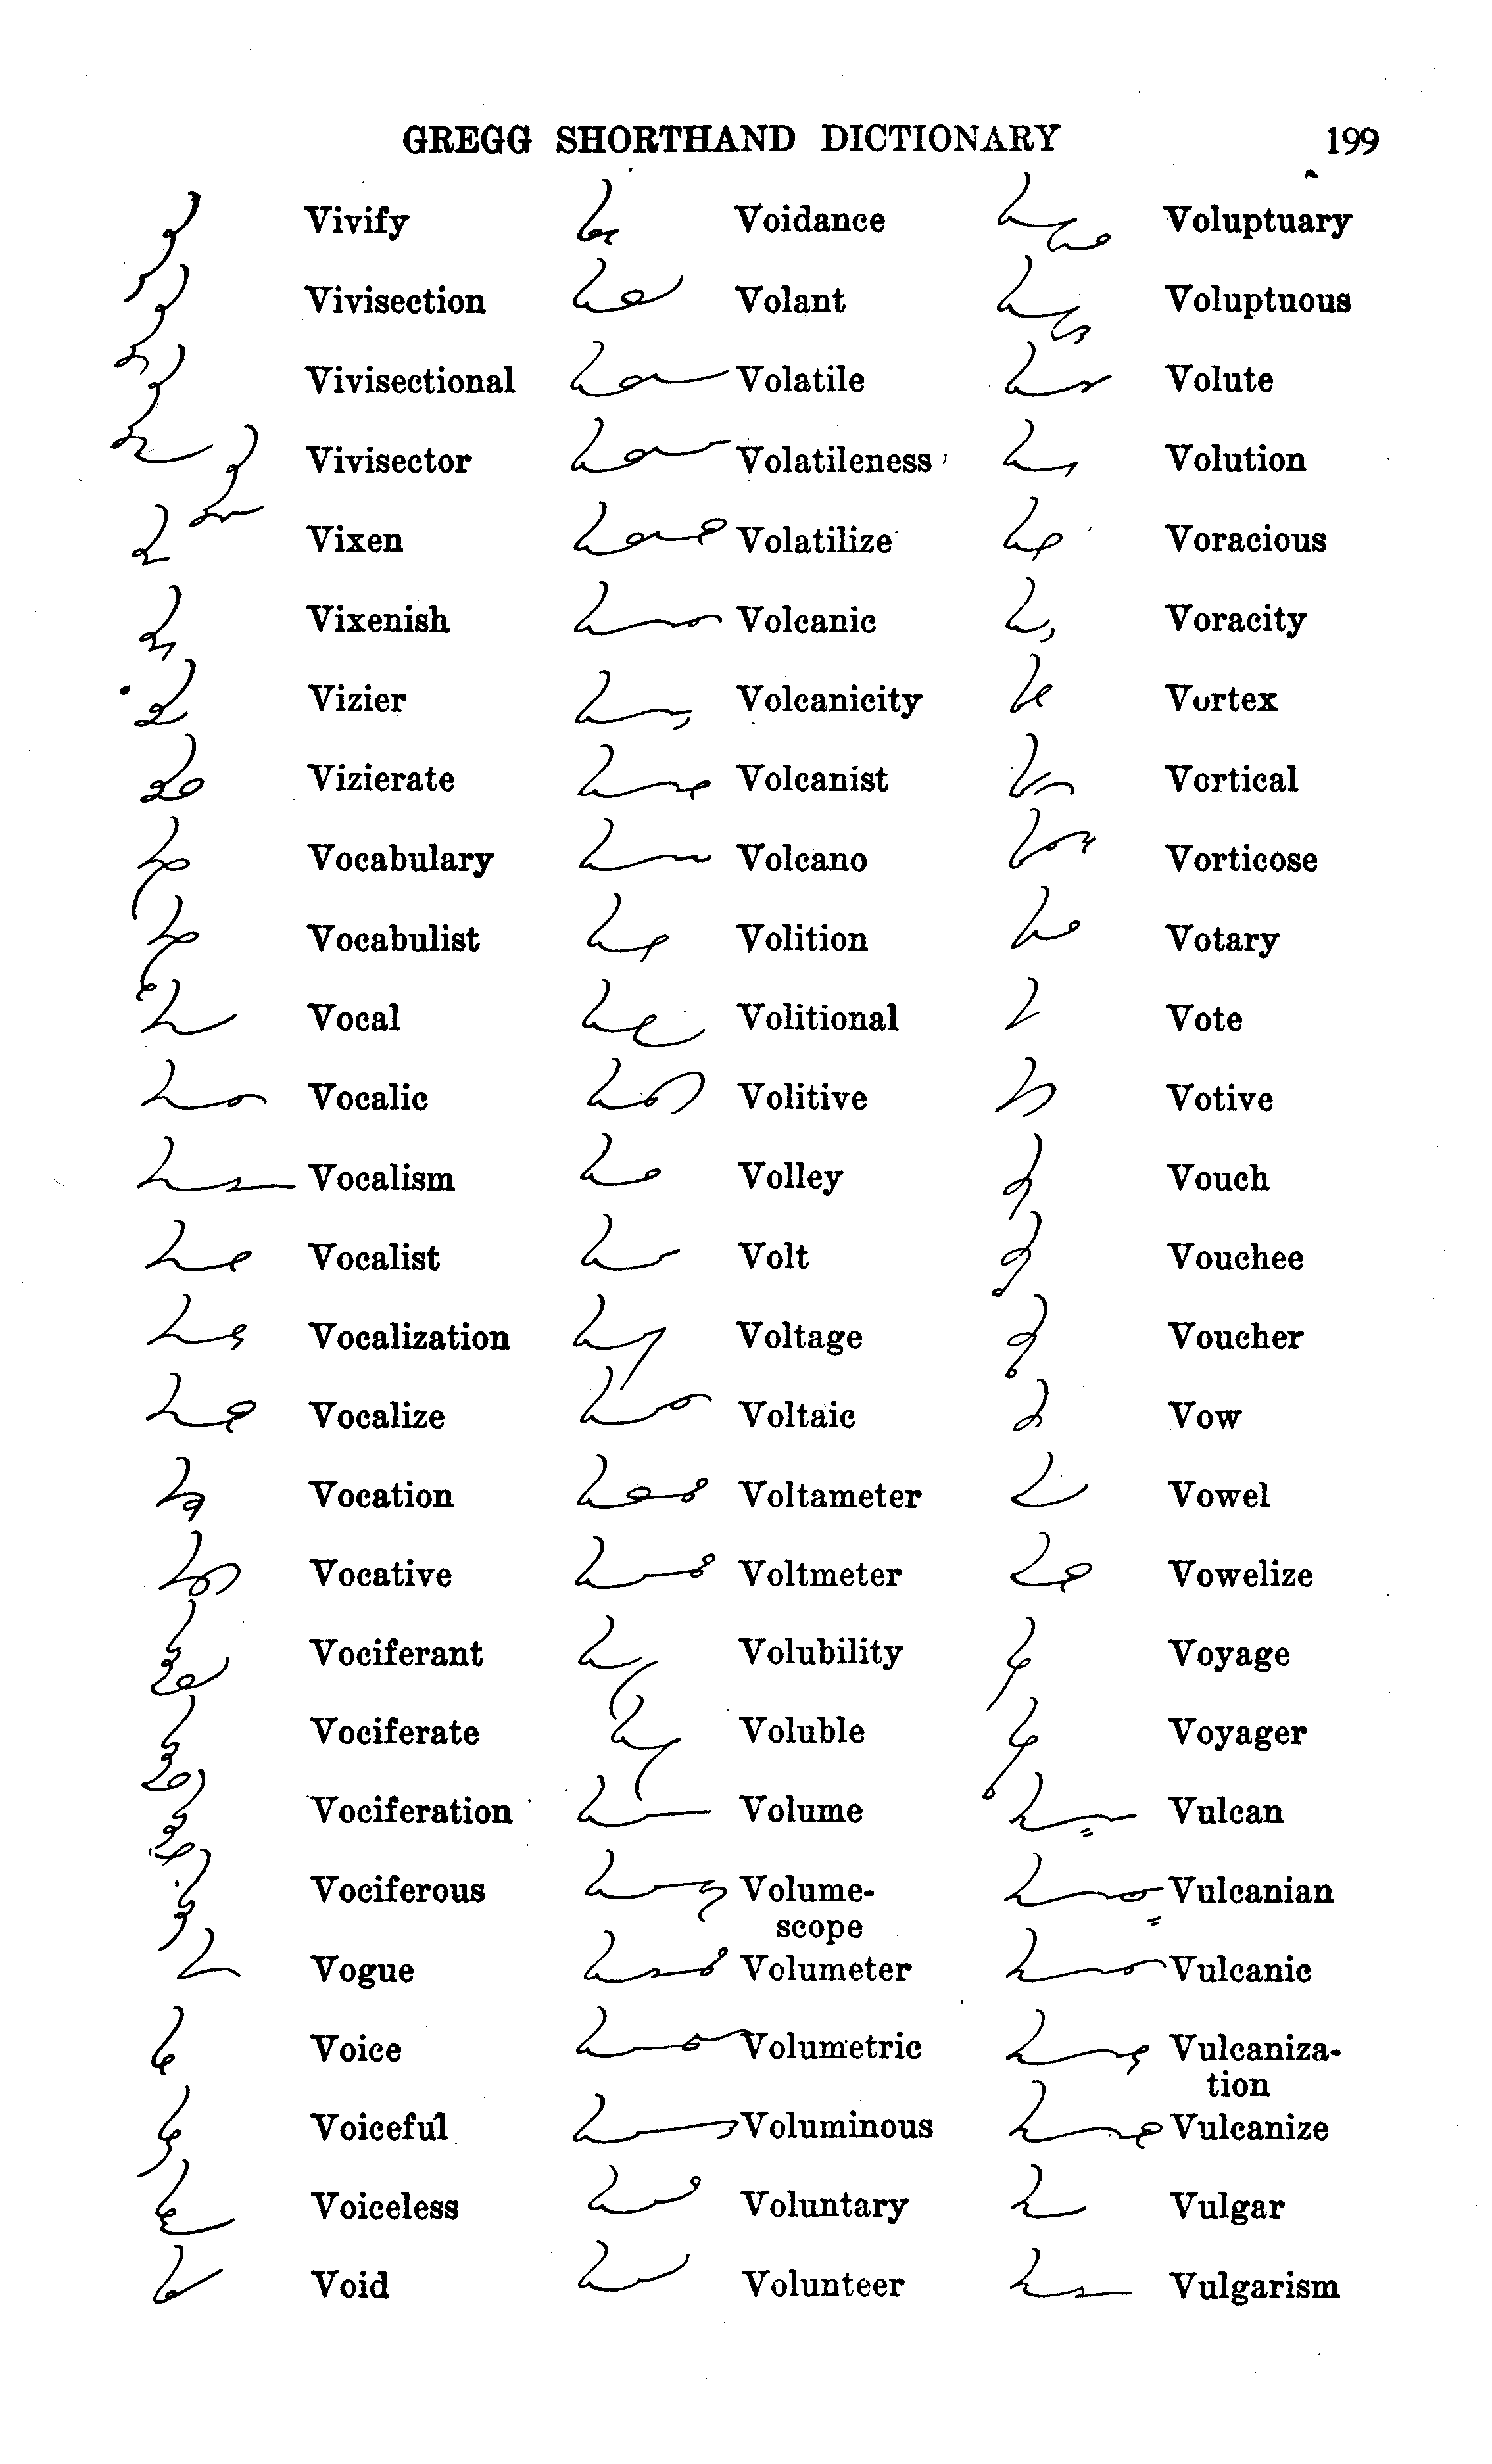 GREGG SHORTHAND DICTIONARY 199
Vivify
Vivisection
Vivisectional
Vivisector
Vixen
Vixenish
Vizier
Vizierate
Vocabulary
Vocabulist
Vocal
Vocalic
Vocalism
Vocalist
Vocalization
Vocalize
Vocation
Vocative
Vociferant
Vociferate
Vociferation
Vociferous
Vogue
Voice
Voiceful
Voiceless
Void
Voidance
Volant
Volatile
Volatileness
Volatilize
Volcanic
Volcanicity
Volcanist
Volcano
Volition
Volitional
Volitive
Volley
Volt
Voltage
Voltaic
Voltameter
Voltmeter
Volubility
Voluble
Volume
Volume-
scope
Volumeter
Volumetric
Voluminous
Voluntary
Volunteer
Voluptuary
Voluptuous
Volute
Volution
Voracious
Voracity
Vortex
Vortical
Vorticose
Votary
Vote
Votive
Vouch
Vouchee
Voucher
Vow
Vowel
Vowelize
Voyage
Voyager
Vulcan
Vulcanian
Vulcanic
Vulcaniza-
tion
Vulcanize
Vulgar
Vulgarism